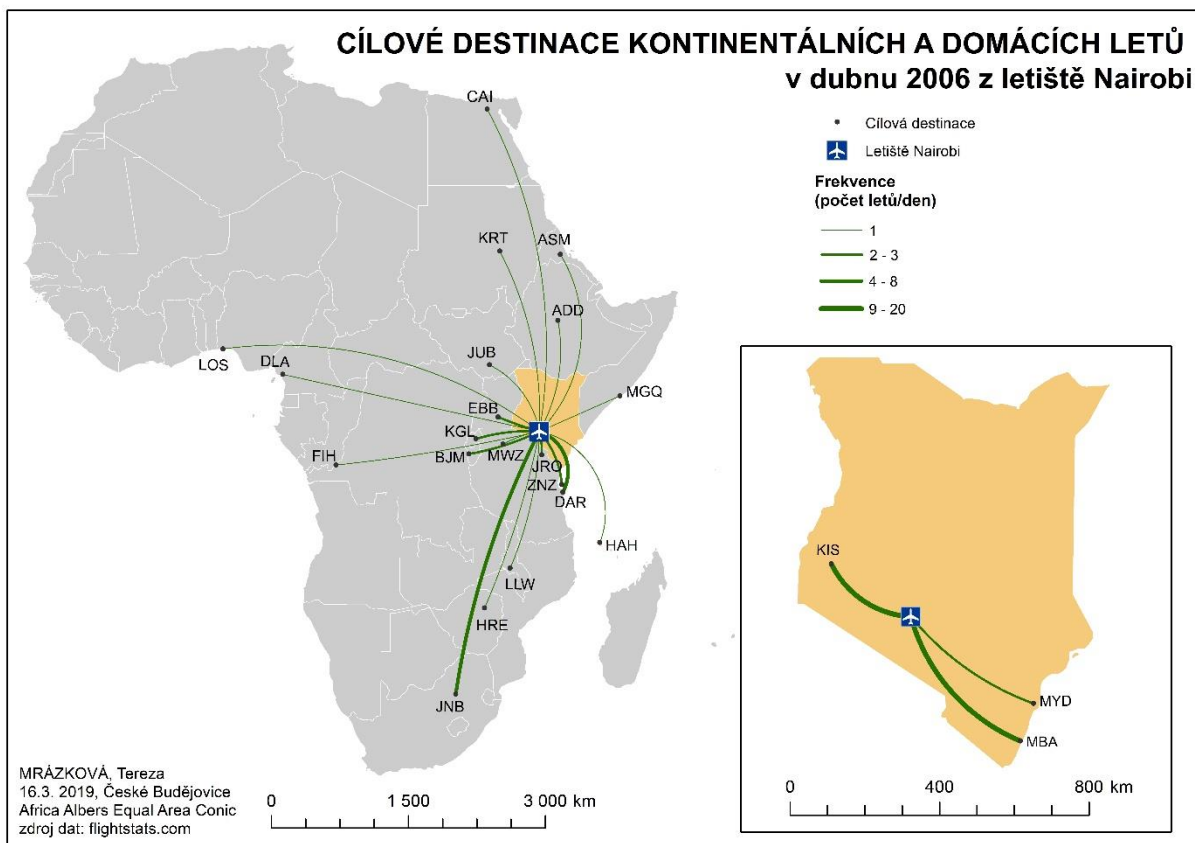 CÍLOVÉ DESTINACE KONTINENTÁLNÍCH A DOMÁCÍCH LETŮ
v dubnu 2006 z letiště Nairobi
Cílová destinace
Letiště Nairobi
Frekvence
(počet letů/den)
1
2 - 3
4 - 8
9 - 20
CAI
KRT
ASM
ADD
LOS
DLA
JUB
MGQ
EBB
KGL
FIH
BJM
MWZ
JRO
ZNZ
DAR
HAH
LLW
HRE
JNB
KIS
MYD
MBA
0 400 800 km
MRÁZKOVÁ, Tereza
16.3. 2019, České Budějovice
Africa Albers Equal Area Conic
zdroj dat: flightstats.com
0 1 500 3 000 km